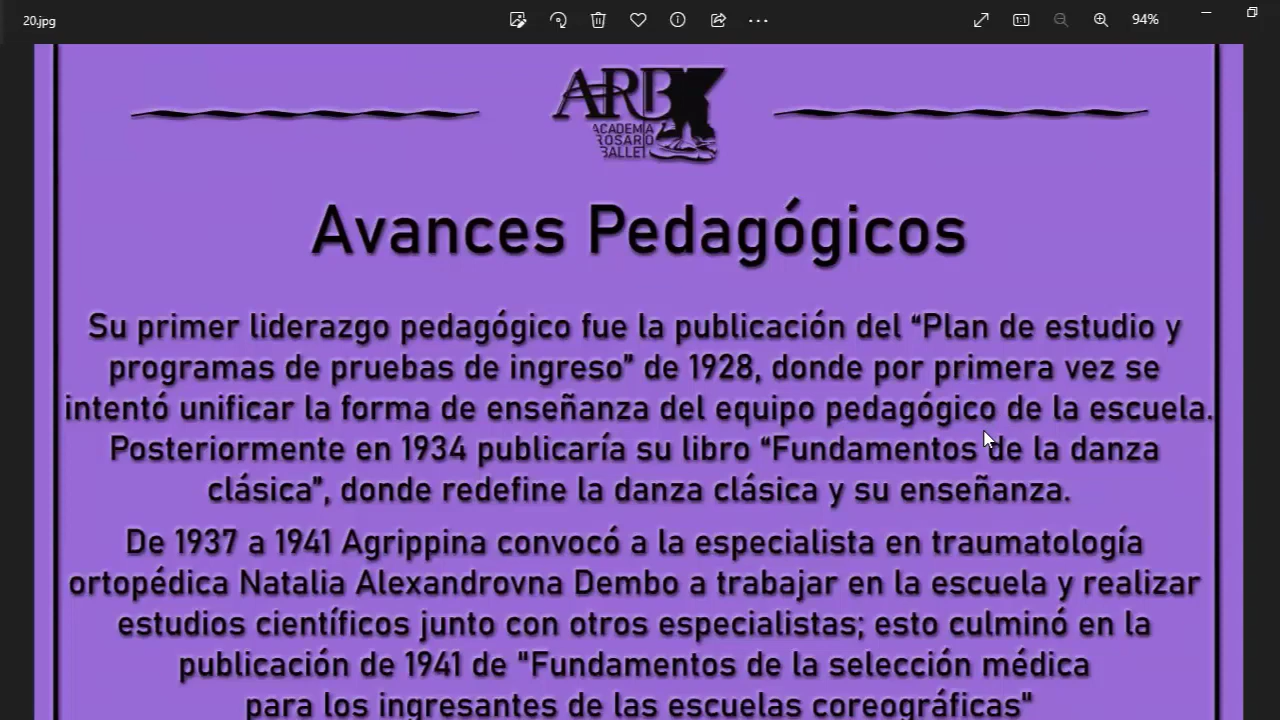 20.jpg
1:1
94%
ARB
ACADEMIA
ROSARIO
BALLET
Avances Pedagógicos
Su primer liderazgo pedagógico fue la publicación del “Plan de estudio y
programas de pruebas de ingreso” de 1928, donde por primera vez se
intentó unificar la forma de enseñanza del equipo pedagógico de la escuela.
Posteriormente en 1934 publicaría su libro “Fundamentos de la danza
clásica”, donde redefine la danza clásica y su enseñanza.
De 1937 a 1941 Agrippina convocó a la especialista en traumatología
ortopédica Natalia Alexandrovna Dembo a trabajar en la escuela y realizar
estudios científicos junto con otros especialistas; esto culminó en la
publicación de 1941 de "Fundamentos de la selección médica
para los ingresantes de las escuelas coreográficas"